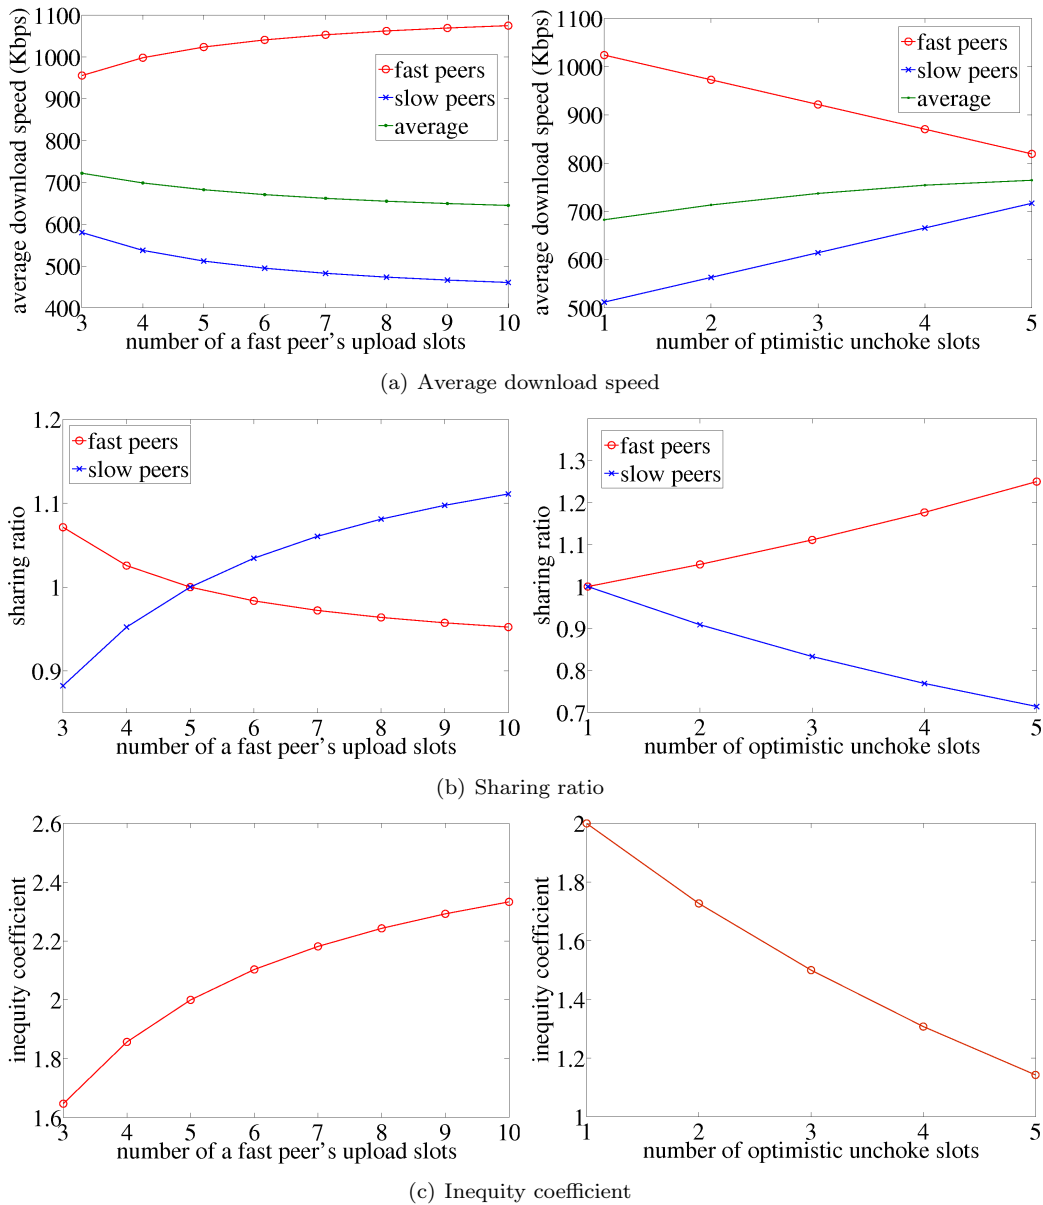 1100
1000
900
800
700
600
500
400
3 4 5 6 7 8 9 10
average download speed (Kbps)
number of a fast peer's upload slots
fast peers
slow peers
average
1100
1000
900
800
700
600
500
1 2 3 4 5
average download speed (Kbps)
number of ptimistic unchoke slots
fast peers
slow peers
average
(a) Average download speed
1.2
1.1
1
0.9
3 4 5 6 7 8 9 10
sharing ratio
number of a fast peer's upload slots
fast peers
slow peers
1.3
1.2
1.1
1
0.9
0.8
0.7
1 2 3 4 5
sharing ratio
number of optimistic unchoke slots
fast peers
slow peers
(b) Sharing ratio
2.6
2.4
2.2
2
1.8
1.6
3 4 5 6 7 8 9 10
inequity coefficient
number of a fast peer's upload slots
2
1.8
1.6
1.4
1.2
1
1 2 3 4 5
inequity coefficient
number of optimistic unchoke slots
(c) Inequity coefficient